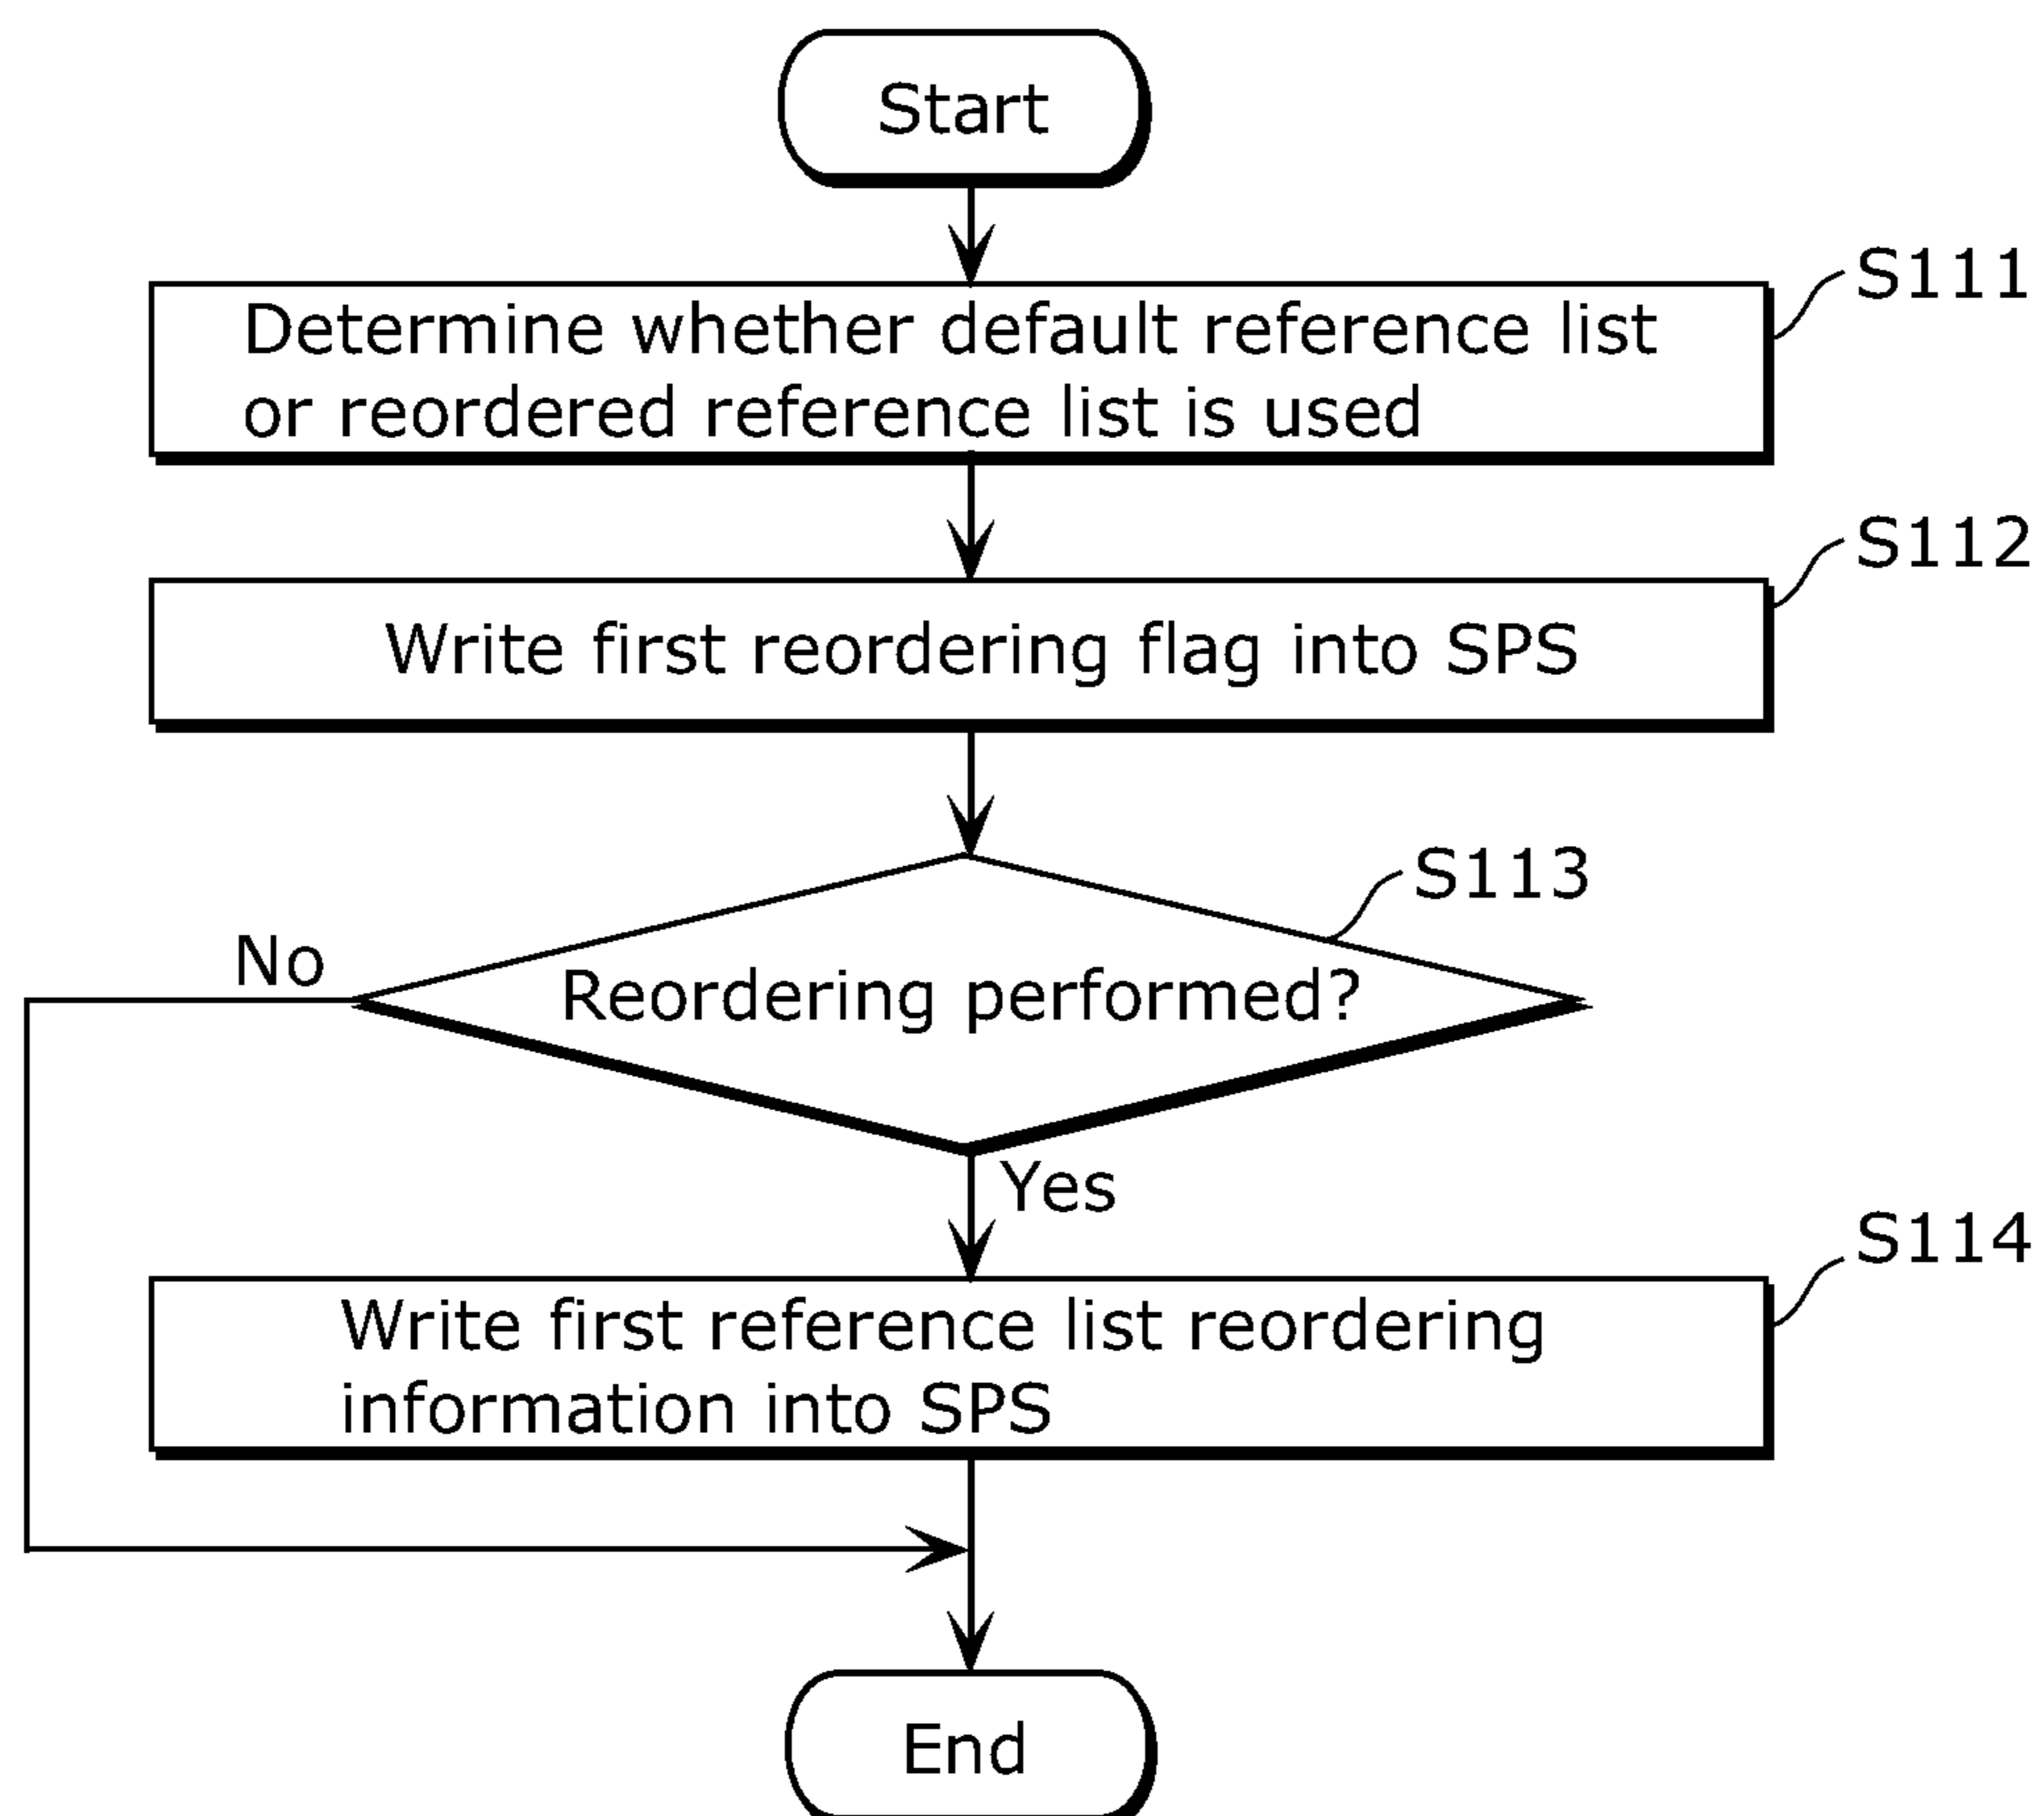 Start
S111
Determine whether default reference list
or reordered reference list is used
S112
Write first reordering flag into SPS
S113
No
Reordering performed?
Yes
S114
Write first reference list reordering
information into SPS
End